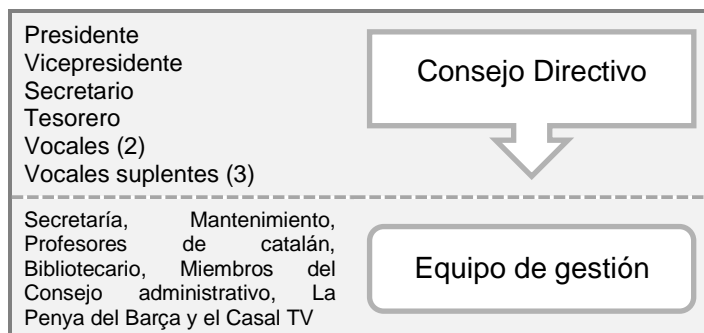 Presidente
Vicepresidente
Secretario
Tesorero
Vocales (2)
Vocales suplentes (3)
Consejo Directivo
Secretaría, Mantenimiento,
Profesores de catalán,
Bibliotecario, Miembros del
Consejo administrativo, La
Penya del Barça y el Casal TV
Equipo de gestión